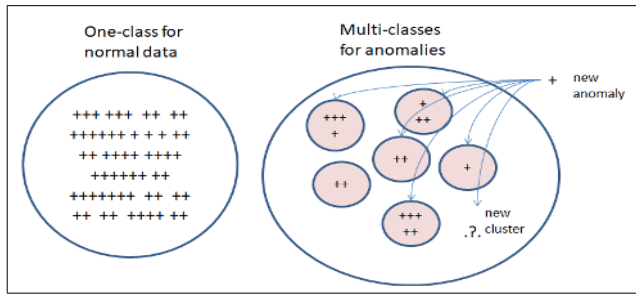 One-class for
normal data
+++ +++ ++ ++
++++++ + + + ++
++ ++++ ++++
++++++ ++
+++++++ ++ ++
++ ++ ++++ ++
Multi-classes
for anomalies
+ new
anomaly
+++
+
+
++
++
+
++
+++
++
new
cluster
.?.